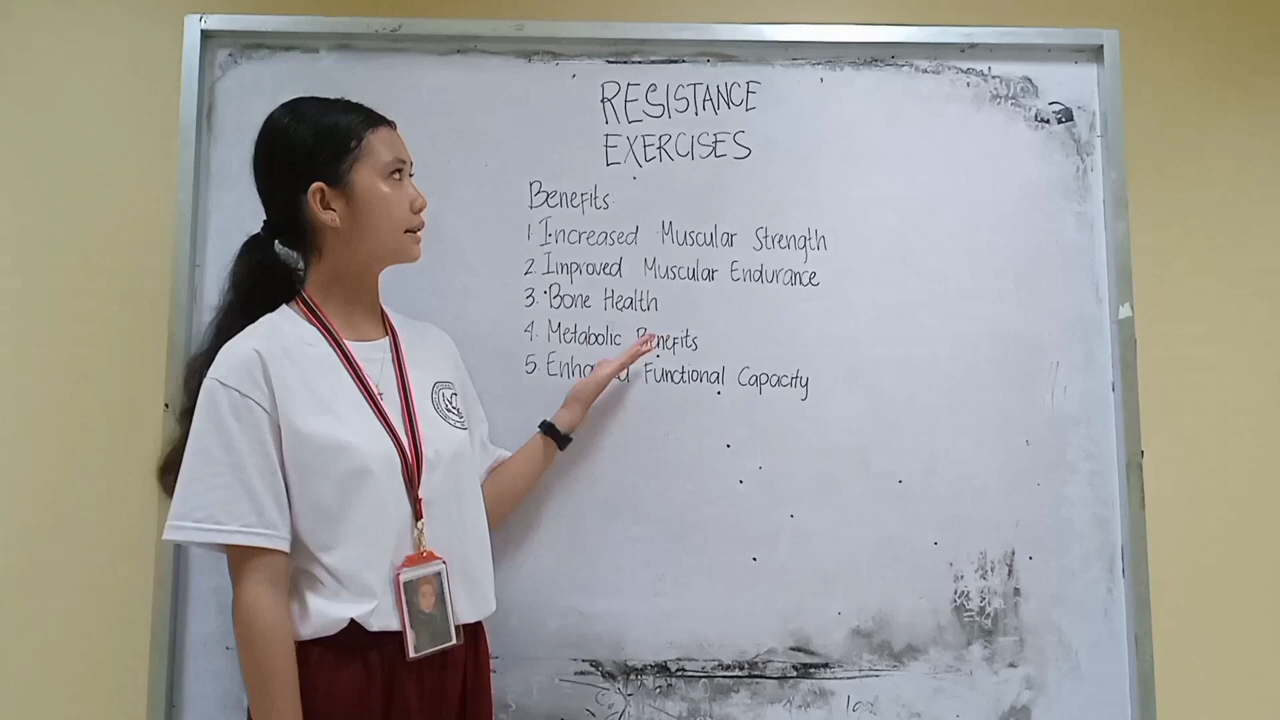 RESISTANCE
EXERCISES
Benefits:
1. Increased Muscular Strength
2. Improved Muscular Endurance
3. Bone Health
4. Metabolic Benefits
5. Functional Capacity